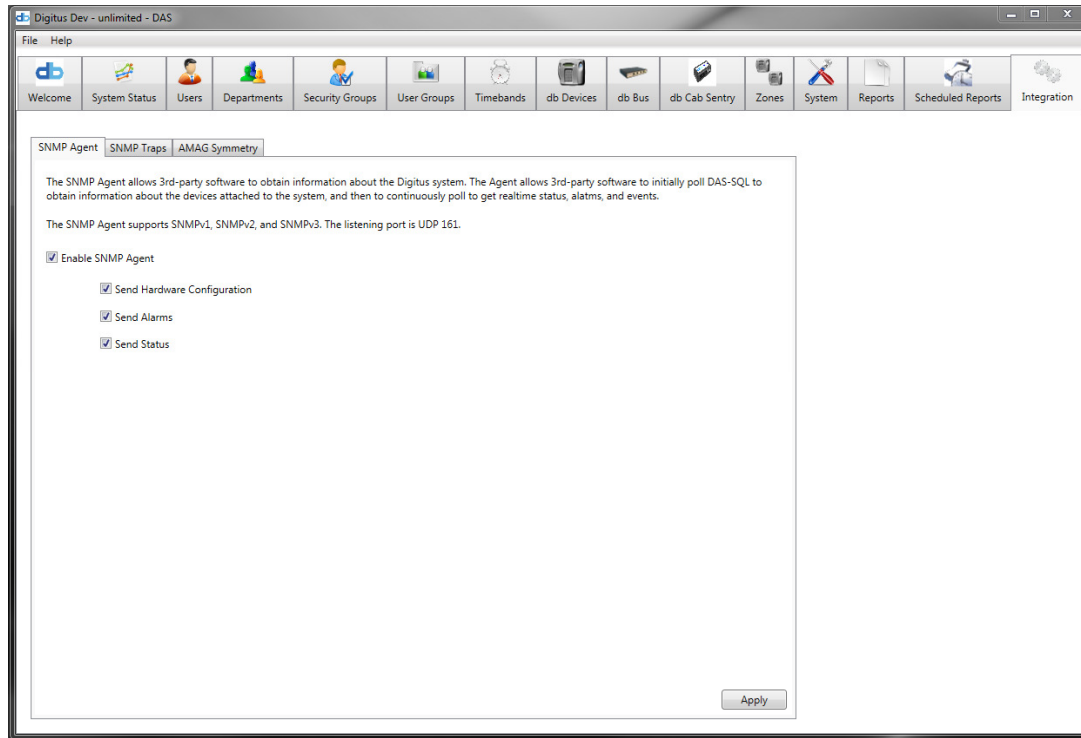 db Digitus Dev - unlimited - DAS
File Help
db
Welcome System Status Users Departments Security Groups User Groups Timebands db Devices db Bus db Cab Sentry Zones System Reports Scheduled Reports Integration
SNMP Agent SNMP Traps AMAG Symmetry
The SNMP Agent allows 3rd-party software to obtain information about the Digitus system. The Agent allows 3rd-party software to initially poll DAS-SQL to
obtain information about the devices attached to the system, and then to continuously poll to get realtime status, alatms, and events.
The SNMP Agent supports SNMPv1, SNMPv2, and SNMPv3. The listening port is UDP 161.
Enable SNMP Agent
Send Hardware Configuration
Send Alarms
Send Status
Apply